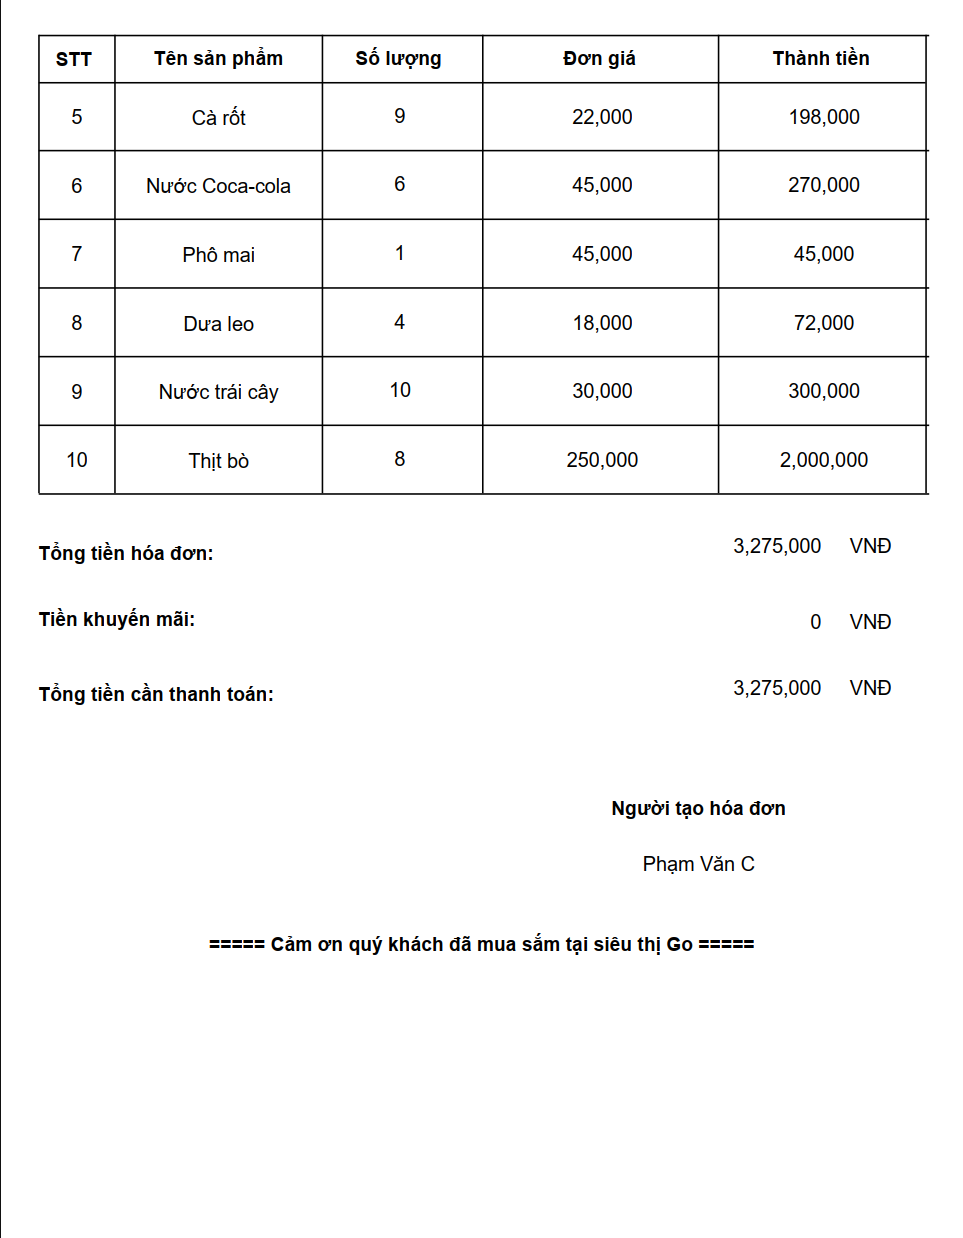 STT Tên sản phẩm Số lượng Đơn giá Thành tiền
5 Cà rốt 9 22,000 198,000
6 Nước Coca-cola 6 45,000 270,000
7 Phô mai 1 45,000 45,000
8 Dưa leo 4 18,000 72,000
9 Nước trái cây 10 30,000 300,000
10 Thịt bò 8 250,000 2,000,000
Tổng tiền hóa đơn: 3,275,000 VNĐ
Tiền khuyến mãi: 0 VNĐ
Tổng tiền cần thanh toán: 3,275,000 VNĐ
Người tạo hóa đơn
Phạm Văn C
===== Cảm ơn quý khách đã mua sắm tại siêu thị Go =====